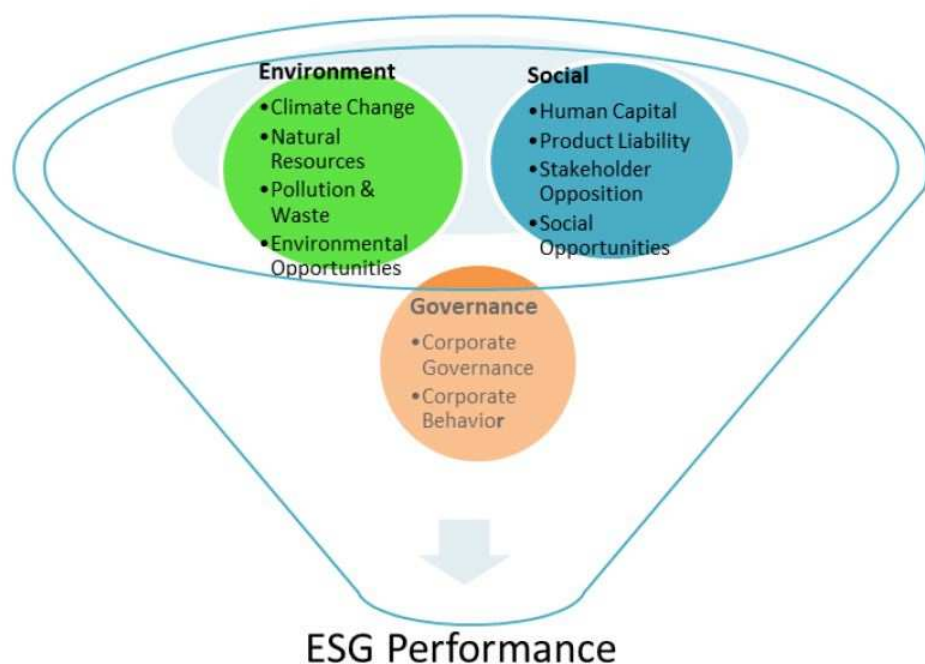 Environment
•Climate Change
•Natural
Resources
•Pollution &
Waste
•Environmental
Opportunities
Social
•Human Capital
•Product Liability
•Stakeholder
Opposition
•Social
Opportunities
Governance
•Corporate
Governance
•Corporate
Behavior
ESG Performance